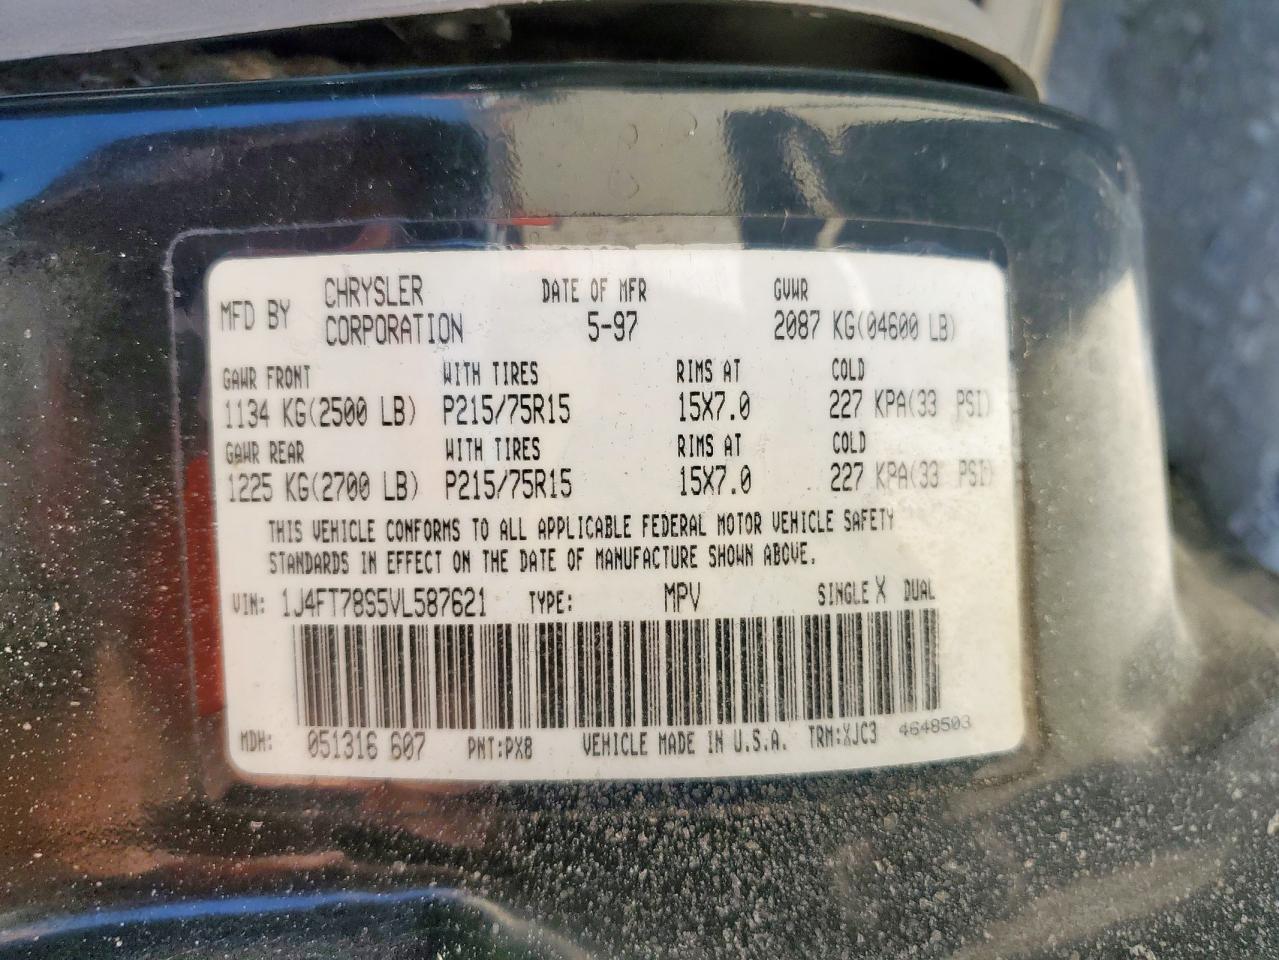 MFD BY CHRYSLER CORPORATION DATE OF MFR 5-97 GVWR 2087 KG(04600 LB)
GAWR FRONT WITH TIRES RIMS AT COLD
1134 KG(2500 LB) P215/75R15 15X7.0 227 KPA(33 PSI)
GAWR REAR WITH TIRES RIMS AT COLD
1225 KG(2700 LB) P215/75R15 15X7.0 227 KPA(33 PSI)
THIS VEHICLE CONFORMS TO ALL APPLICABLE FEDERAL MOTOR VEHICLE SAFETY
STANDARDS IN EFFECT ON THE DATE OF MANUFACTURE SHOWN ABOVE.
VIN: 1J4FT78S5VL587621 TYPE: MPV SINGLE X DUAL
MDH: 051316 607 PNT:PX8 VEHICLE MADE IN U.S.A. TRM:XJC3 4648503